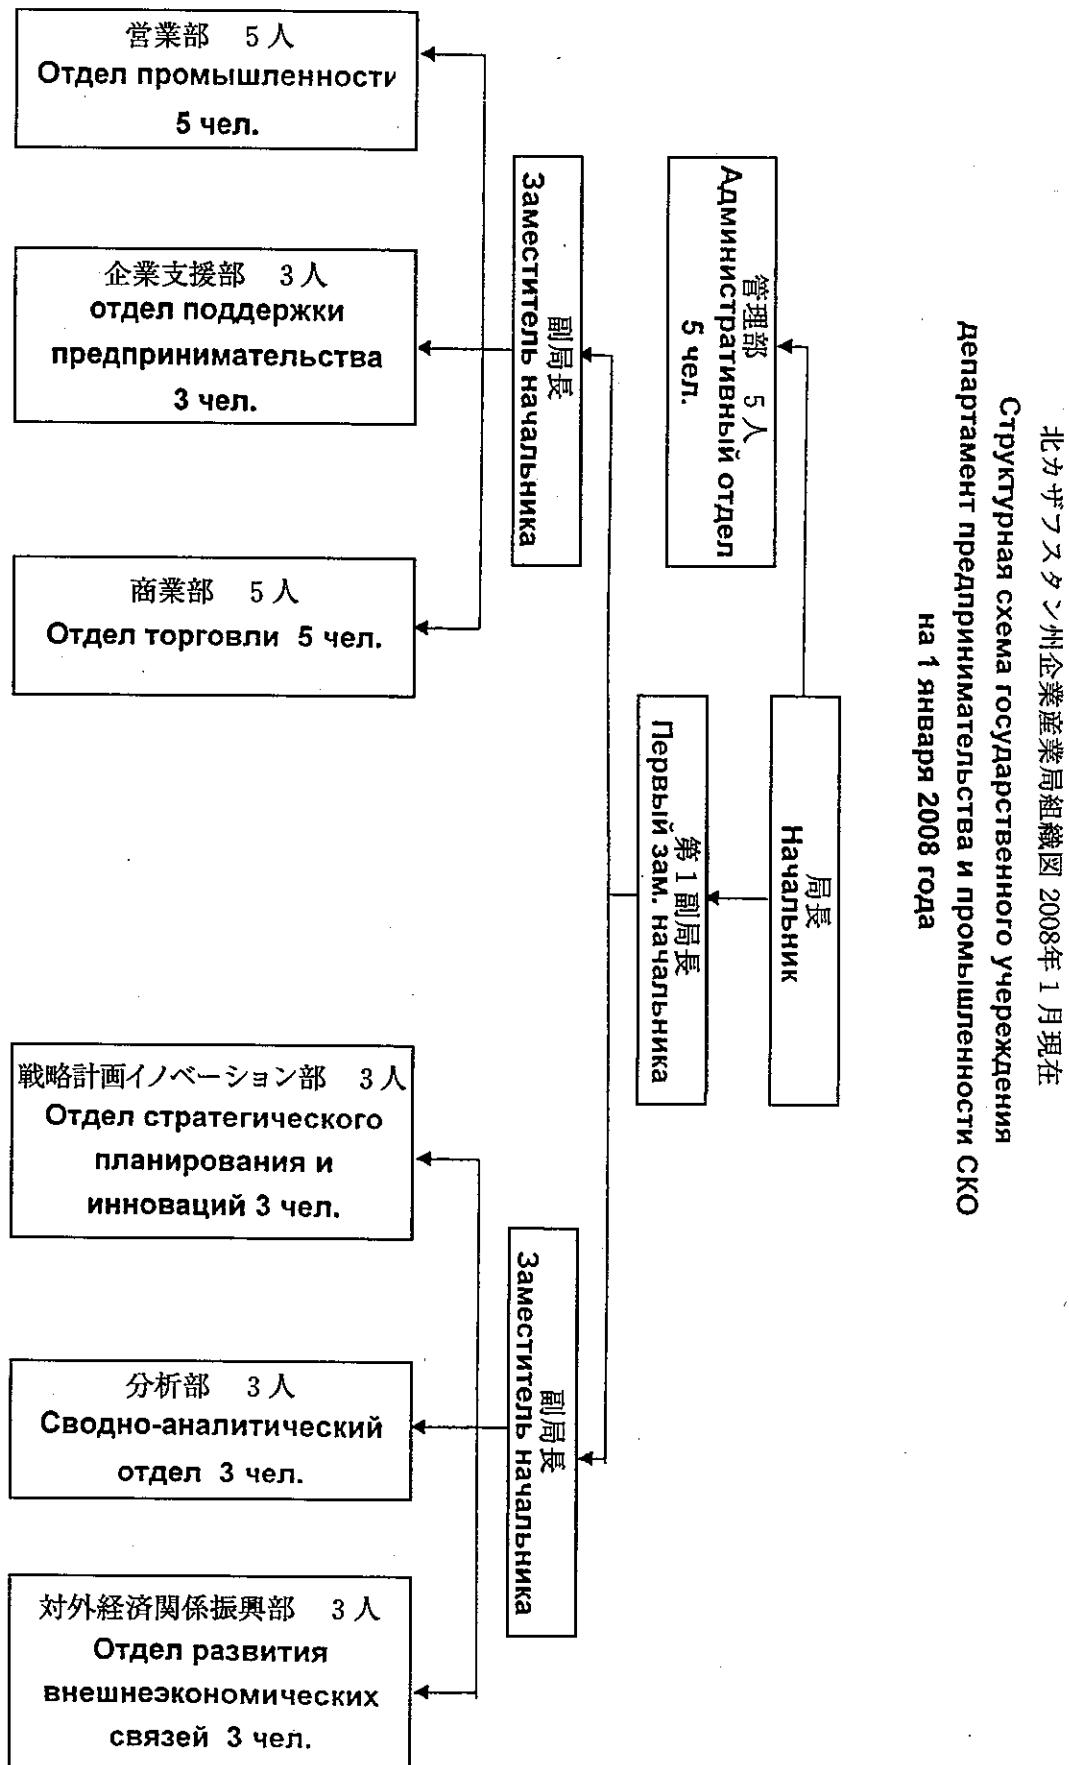 北カザフスタン州企業産業局組織図 2008年1月現在
Структурная схема государственного учереждения
департамент предпринимательства и промышленности СКО
на 1 января 2008 года
局長
Начальник
第1副局長
Первый зам. начальника
管理部 5人
Административный отдел
5 чел.
副局長
Заместитель начальника
副局長
Заместитель начальника
営業部 5人
Отдел промышленности
5 чел.
企業支援部 3人
отдел поддержки
предпринимательства
3 чел.
商業部 5人
Отдел торговли 5 чел.
戦略計画イノベーション部 3人
Отдел стратегического
планирования и
инноваций 3 чел.
分析部 3人
Сводно-аналитический
отдел 3 чел.
対外経済関係振興部 3人
Отдел развития
внешнеэкономических
связей 3 чел.